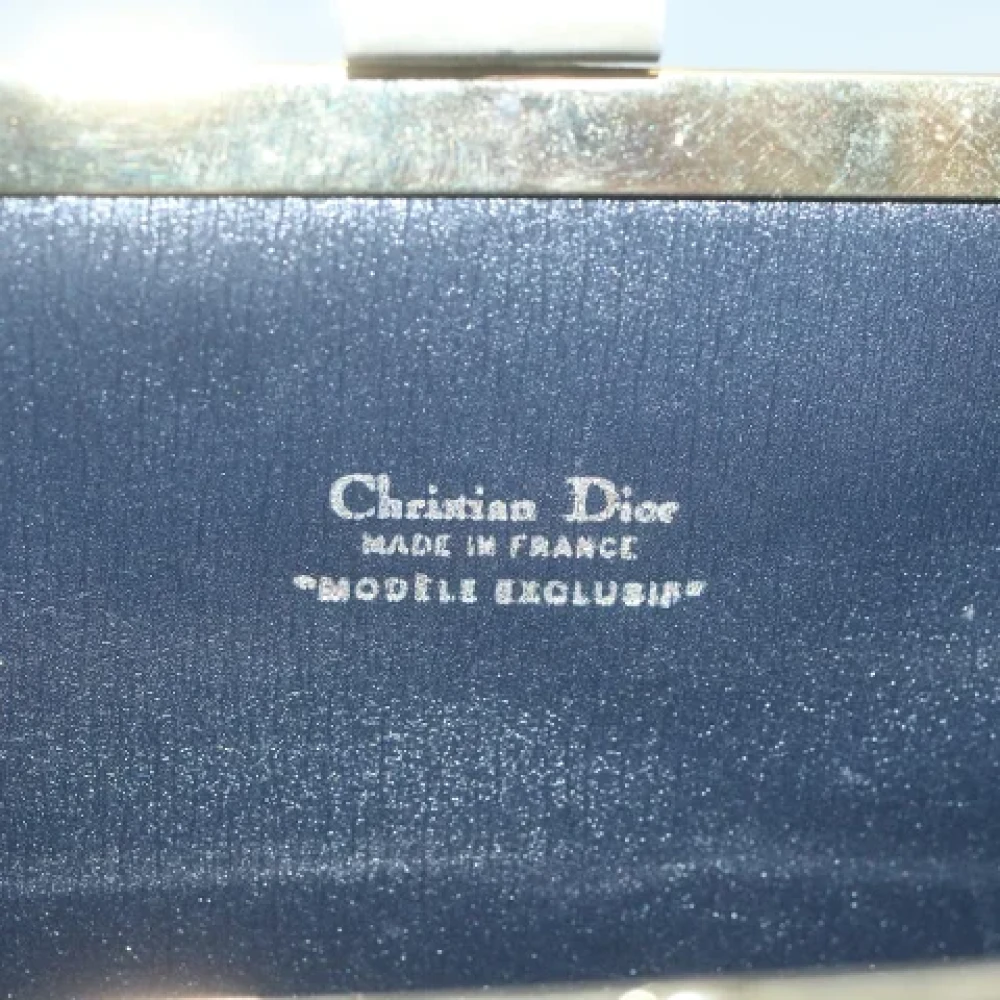 Christian Dior
MADE IN FRANCE
"MODÈLE EXCLUSIF"